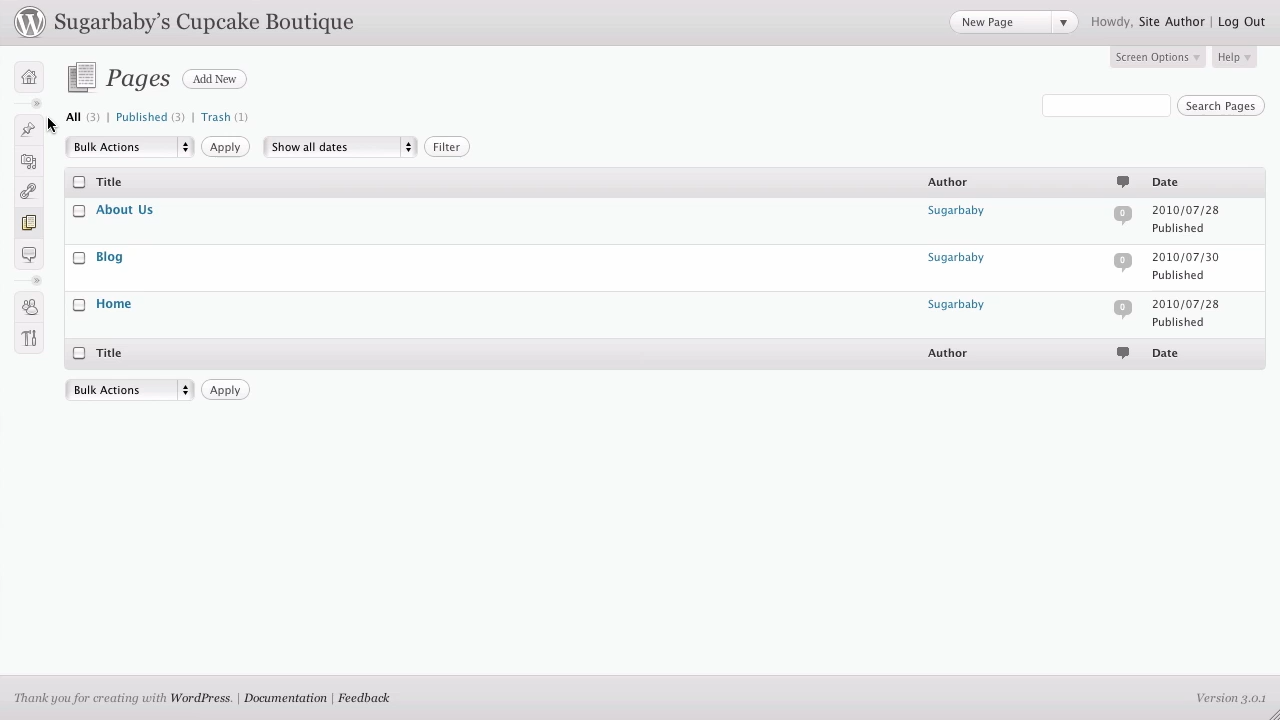 Sugarbaby's Cupcake Boutique
New Page
Howdy, Site Author | Log Out
Screen Options
Help
Pages
Add New
All (3) | Published (3) | Trash (1)
Search Pages
Bulk Actions
Apply
Show all dates
Filter
Title Author Date
About Us Sugarbaby 0 2010/07/28
Published
Blog Sugarbaby 0 2010/07/30
Published
Home Sugarbaby 0 2010/07/28
Published
Title Author Date
Bulk Actions
Apply
Thank you for creating with WordPress. | Documentation | Feedback
Version 3.0.1